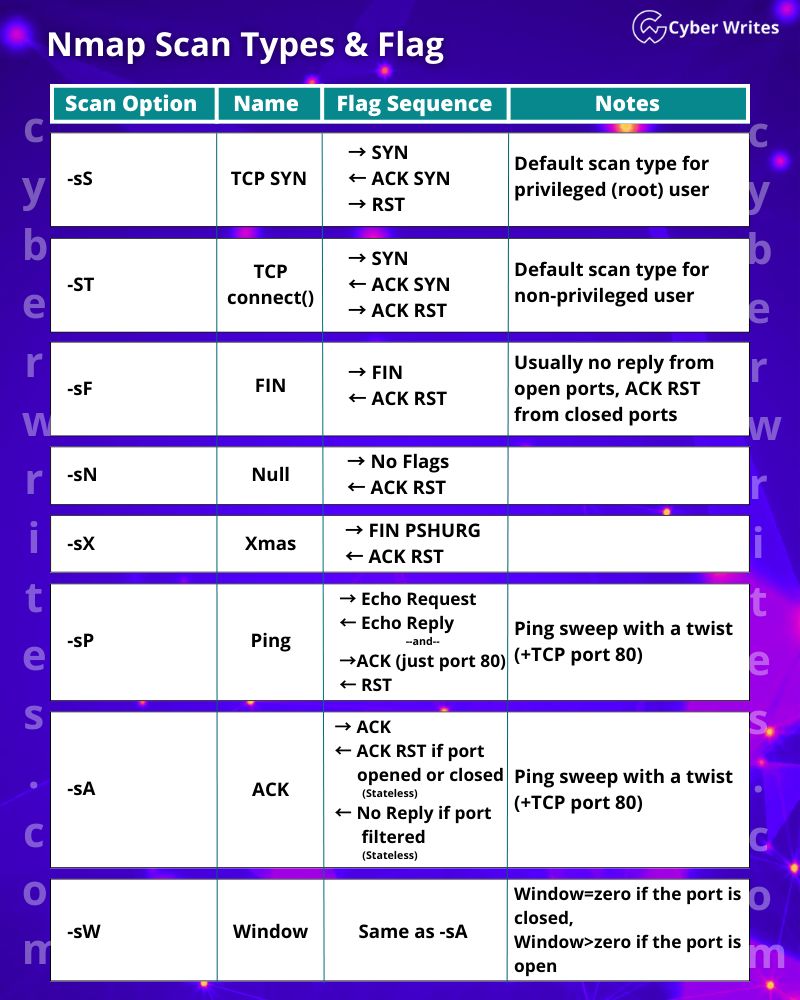 Nmap Scan Types & Flag
Cyber Writes
Scan Option
Name
Flag Sequence
Notes
-sS
TCP SYN
→ SYN
← ACK SYN
→ RST
Default scan type for
privileged (root) user
-ST
TCP
connect()
→ SYN
← ACK SYN
→ ACK RST
Default scan type for
non-privileged user
-sF
FIN
→ FIN
← ACK RST
Usually no reply from
open ports, ACK RST
from closed ports
-sN
Null
→ No Flags
← ACK RST
-sX
Xmas
→ FIN PSHURG
← ACK RST
-sP
Ping
→ Echo Request
← Echo Reply
--and--
→ACK (just port 80)
← RST
Ping sweep with a twist
(+TCP port 80)
-sA
ACK
→ ACK
← ACK RST if port
opened or closed
(Stateless)
← No Reply if port
filtered
(Stateless)
Ping sweep with a twist
(+TCP port 80)
-sW
Window
Same as -sA
Window=zero if the port is
closed,
Window>zero if the port is
open
cyberwrites.com
cyberwrites.com